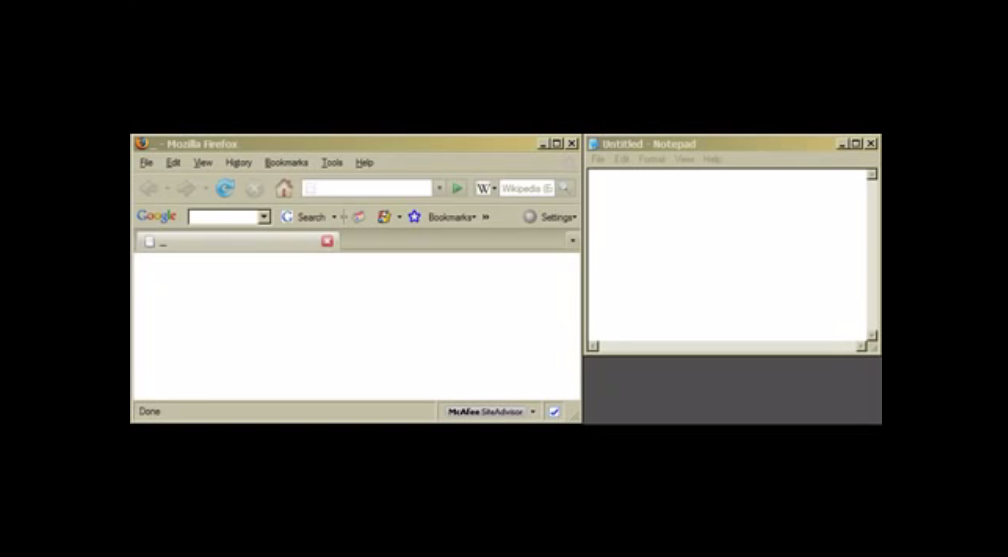 _ - Mozilla Firefox
File Edit View History Bookmarks Tools Help
W Wikipedia (E
Google G Search Bookmarks Settings
_
Done McAfee SiteAdvisor
Untitled - Notepad
File Edit Format View Help